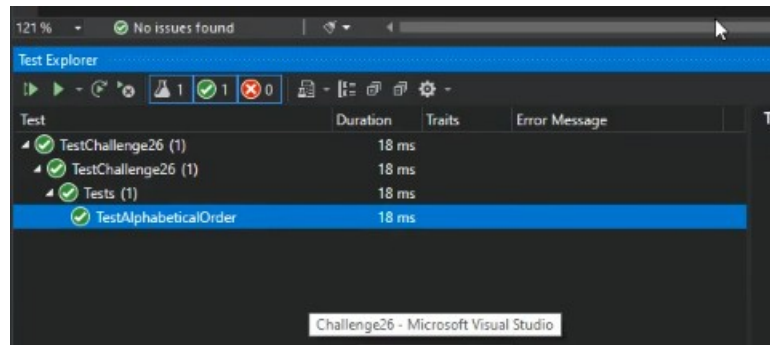 121 % No issues found
Test Explorer
1 1 0
Test Duration Traits Error Message T
TestChallenge26 (1) 18 ms
TestChallenge26 (1) 18 ms
Tests (1) 18 ms
TestAlphabeticalOrder 18 ms
Challenge26 - Microsoft Visual Studio